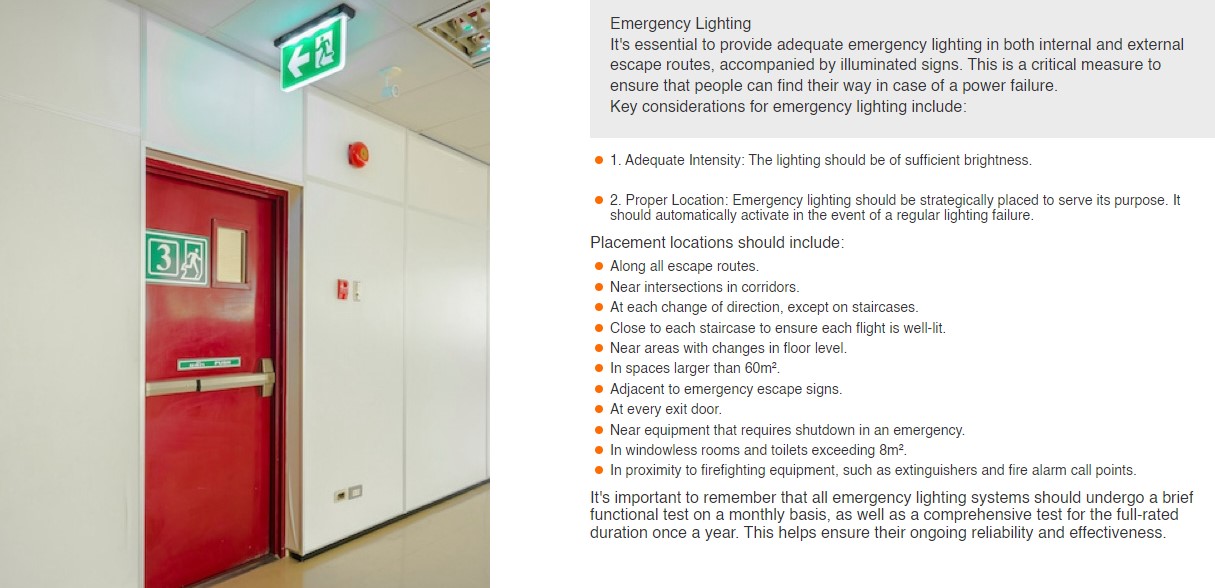 3
PUSH
Emergency Lighting
It's essential to provide adequate emergency lighting in both internal and external
escape routes, accompanied by illuminated signs. This is a critical measure to
ensure that people can find their way in case of a power failure.
Key considerations for emergency lighting include:
1. Adequate Intensity: The lighting should be of sufficient brightness.
2. Proper Location: Emergency lighting should be strategically placed to serve its purpose. It
should automatically activate in the event of a regular lighting failure.
Placement locations should include:
Along all escape routes.
Near intersections in corridors.
At each change of direction, except on staircases.
Close to each staircase to ensure each flight is well-lit.
Near areas with changes in floor level.
In spaces larger than 60m².
Adjacent to emergency escape signs.
At every exit door.
Near equipment that requires shutdown in an emergency.
In windowless rooms and toilets exceeding 8m².
In proximity to firefighting equipment, such as extinguishers and fire alarm call points.
It's important to remember that all emergency lighting systems should undergo a brief
functional test on a monthly basis, as well as a comprehensive test for the full-rated
duration once a year. This helps ensure their ongoing reliability and effectiveness.